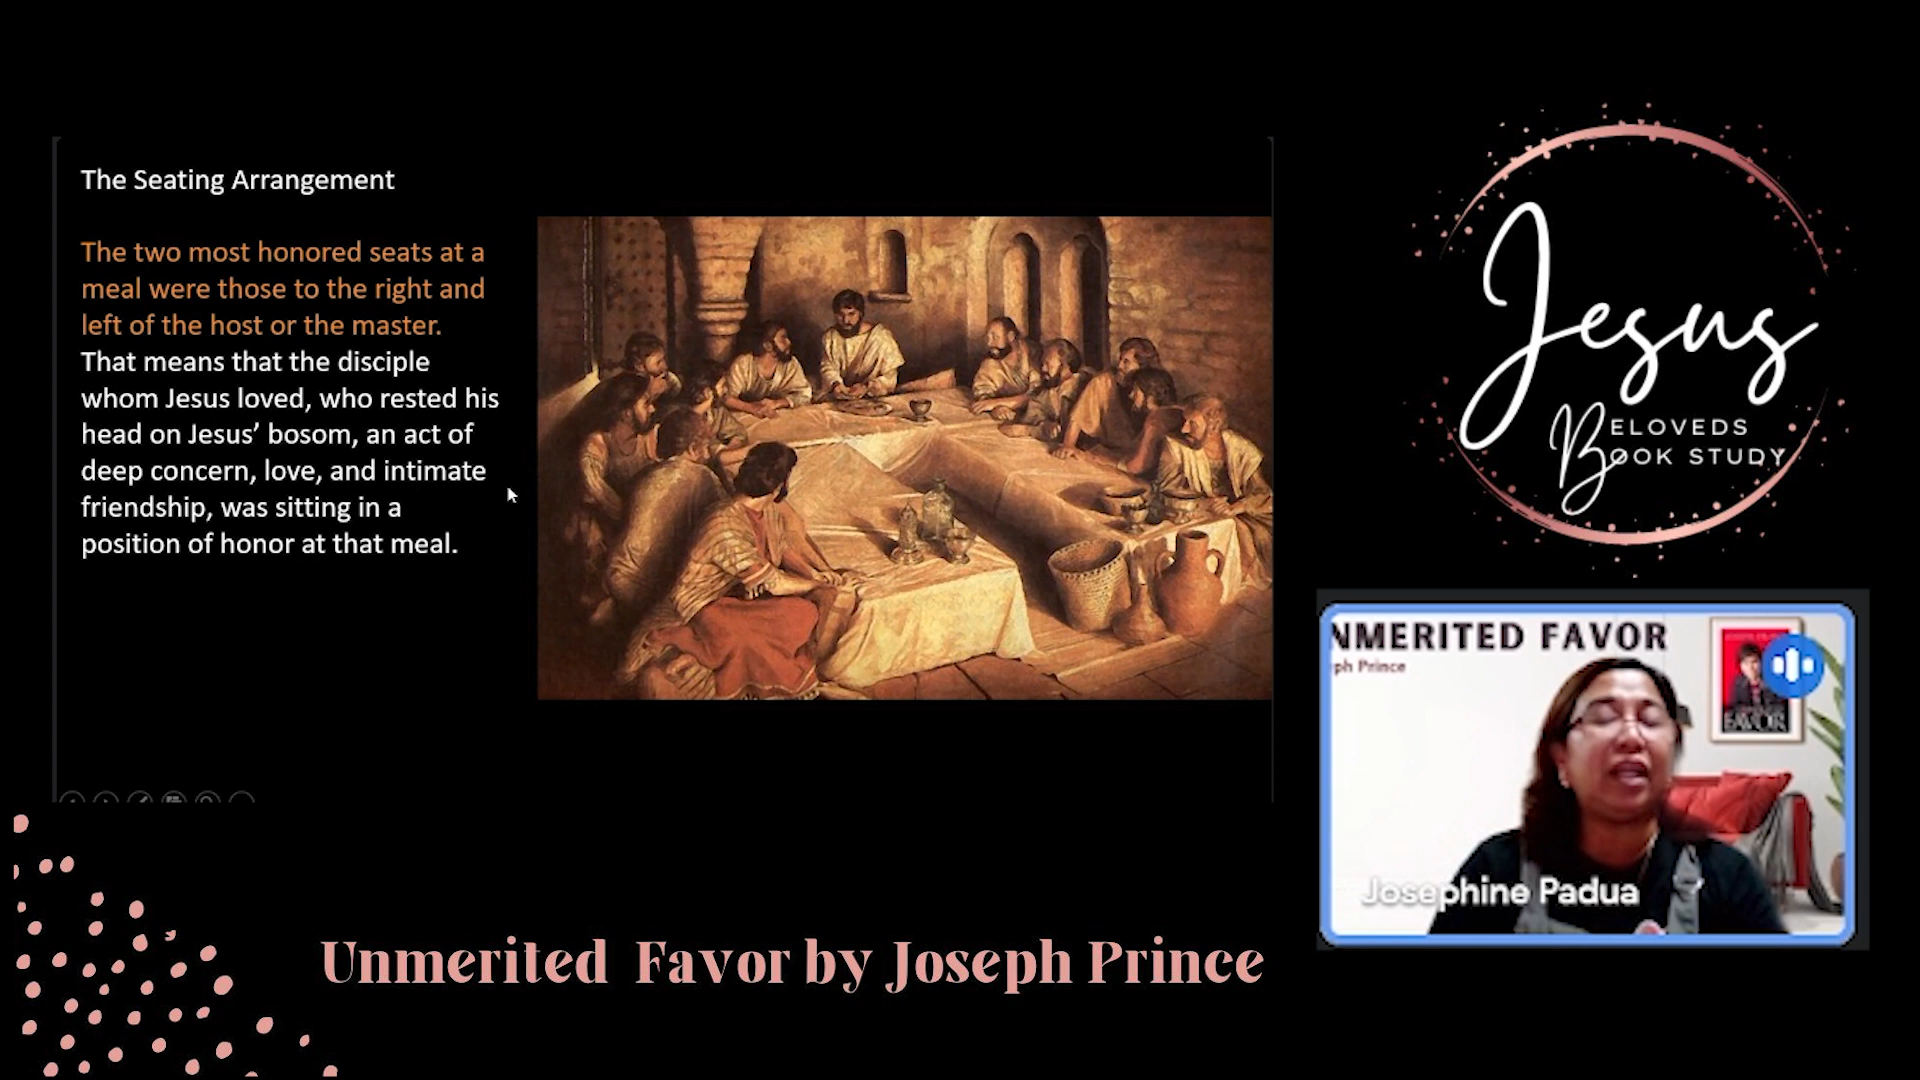 The Seating Arrangement
The two most honored seats at a
meal were those to the right and
left of the host or the master.
That means that the disciple
whom Jesus loved, who rested his
head on Jesus’ bosom, an act of
deep concern, love, and intimate
friendship, was sitting in a
position of honor at that meal.
Jesus
BELOVEDS
BOOK STUDY
NMERITED FAVOR
ph Prince
FAVOR
Josephine Padua
Unmerited Favor by Joseph Prince